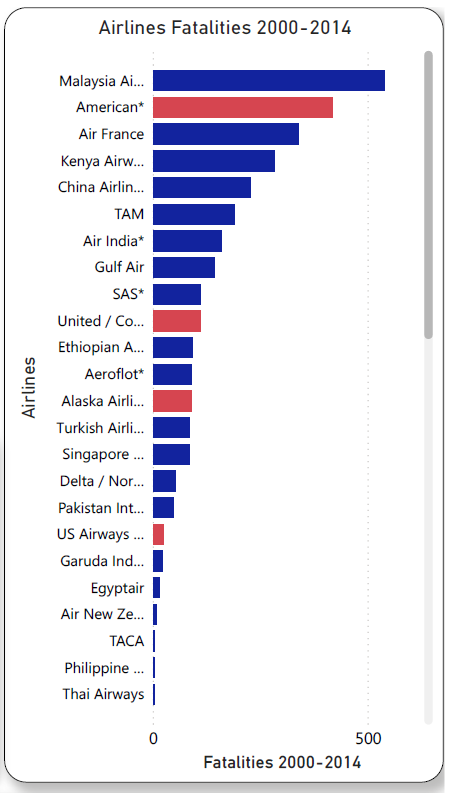 Airlines Fatalities 2000-2014
Malaysia Ai...
American*
Air France
Kenya Airw...
China Airlin...
TAM
Air India*
Gulf Air
SAS*
United / Co...
Ethiopian A...
Aeroflot*
Alaska Airli...
Turkish Airli...
Singapore ...
Delta / Nor...
Pakistan Int...
US Airways ...
Garuda Ind...
Egyptair
Air New Ze...
TACA
Philippine ...
Thai Airways
Airlines
0 500
Fatalities 2000-2014